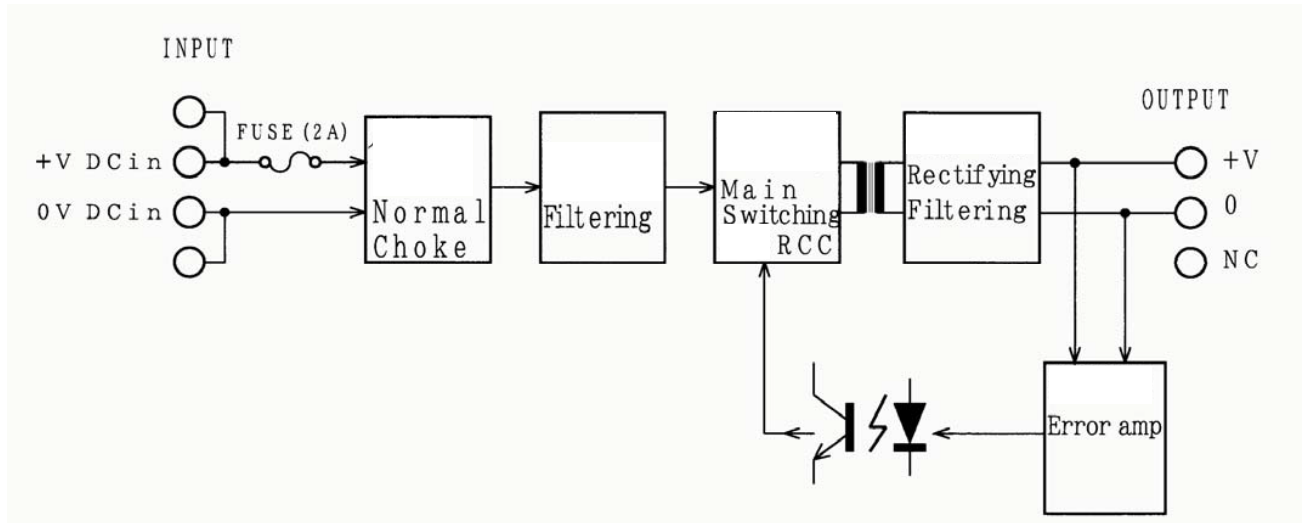 INPUT
OUTPUT
FUSE (2A)
+V DCin
0V DCin
Normal
Choke
Filtering
Main
Switching
RCC
Rectifying
Filtering
+V
0
NC
Error amp